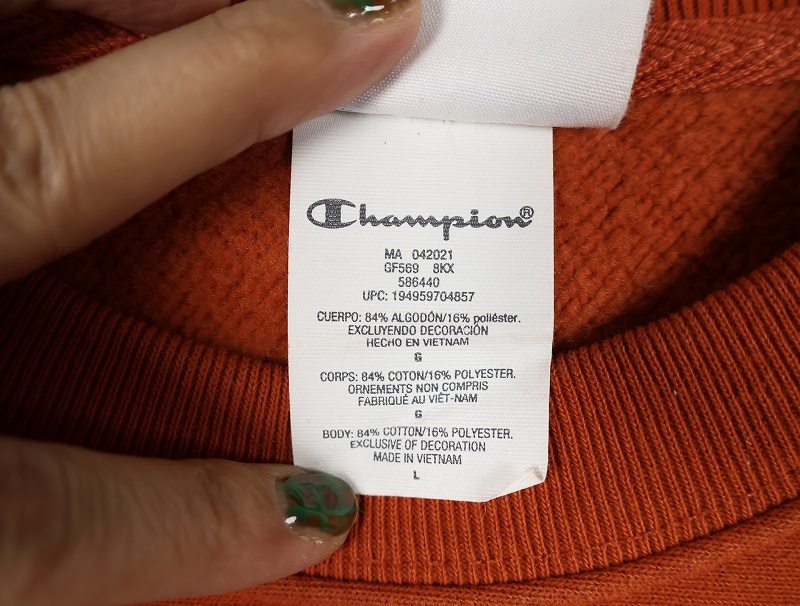 Champion®
MA 042021
GF569 8KX
586440
UPC: 194959704857
CUERPO: 84% ALGODÓN/16% poliéster.
EXCLUYENDO DECORACIÓN
HECHO EN VIETNAM
G
CORPS: 84% COTON/16% POLYESTER.
ORNEMENTS NON COMPRIS
FABRIQUÉ AU VIÊT-NAM
G
BODY: 84% COTTON/16% POLYESTER.
EXCLUSIVE OF DECORATION
MADE IN VIETNAM
L